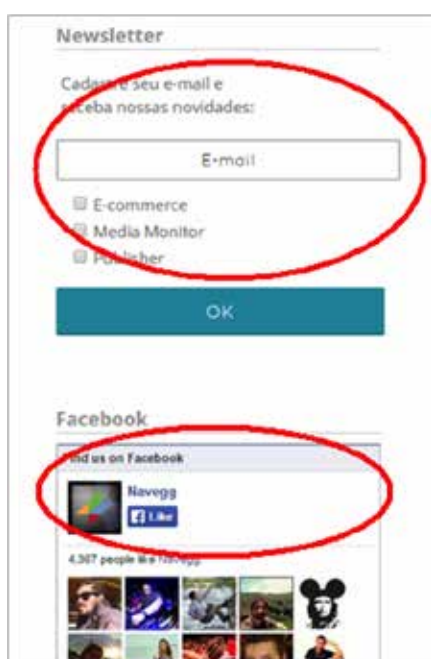 Newsletter
Cadastre seu e-mail e
receba nossas novidades:
E-mail
E-commerce
Media Monitor
Publisher
OK
Facebook
Find us on Facebook
Navegg
Like
4,367 people like Navegg.